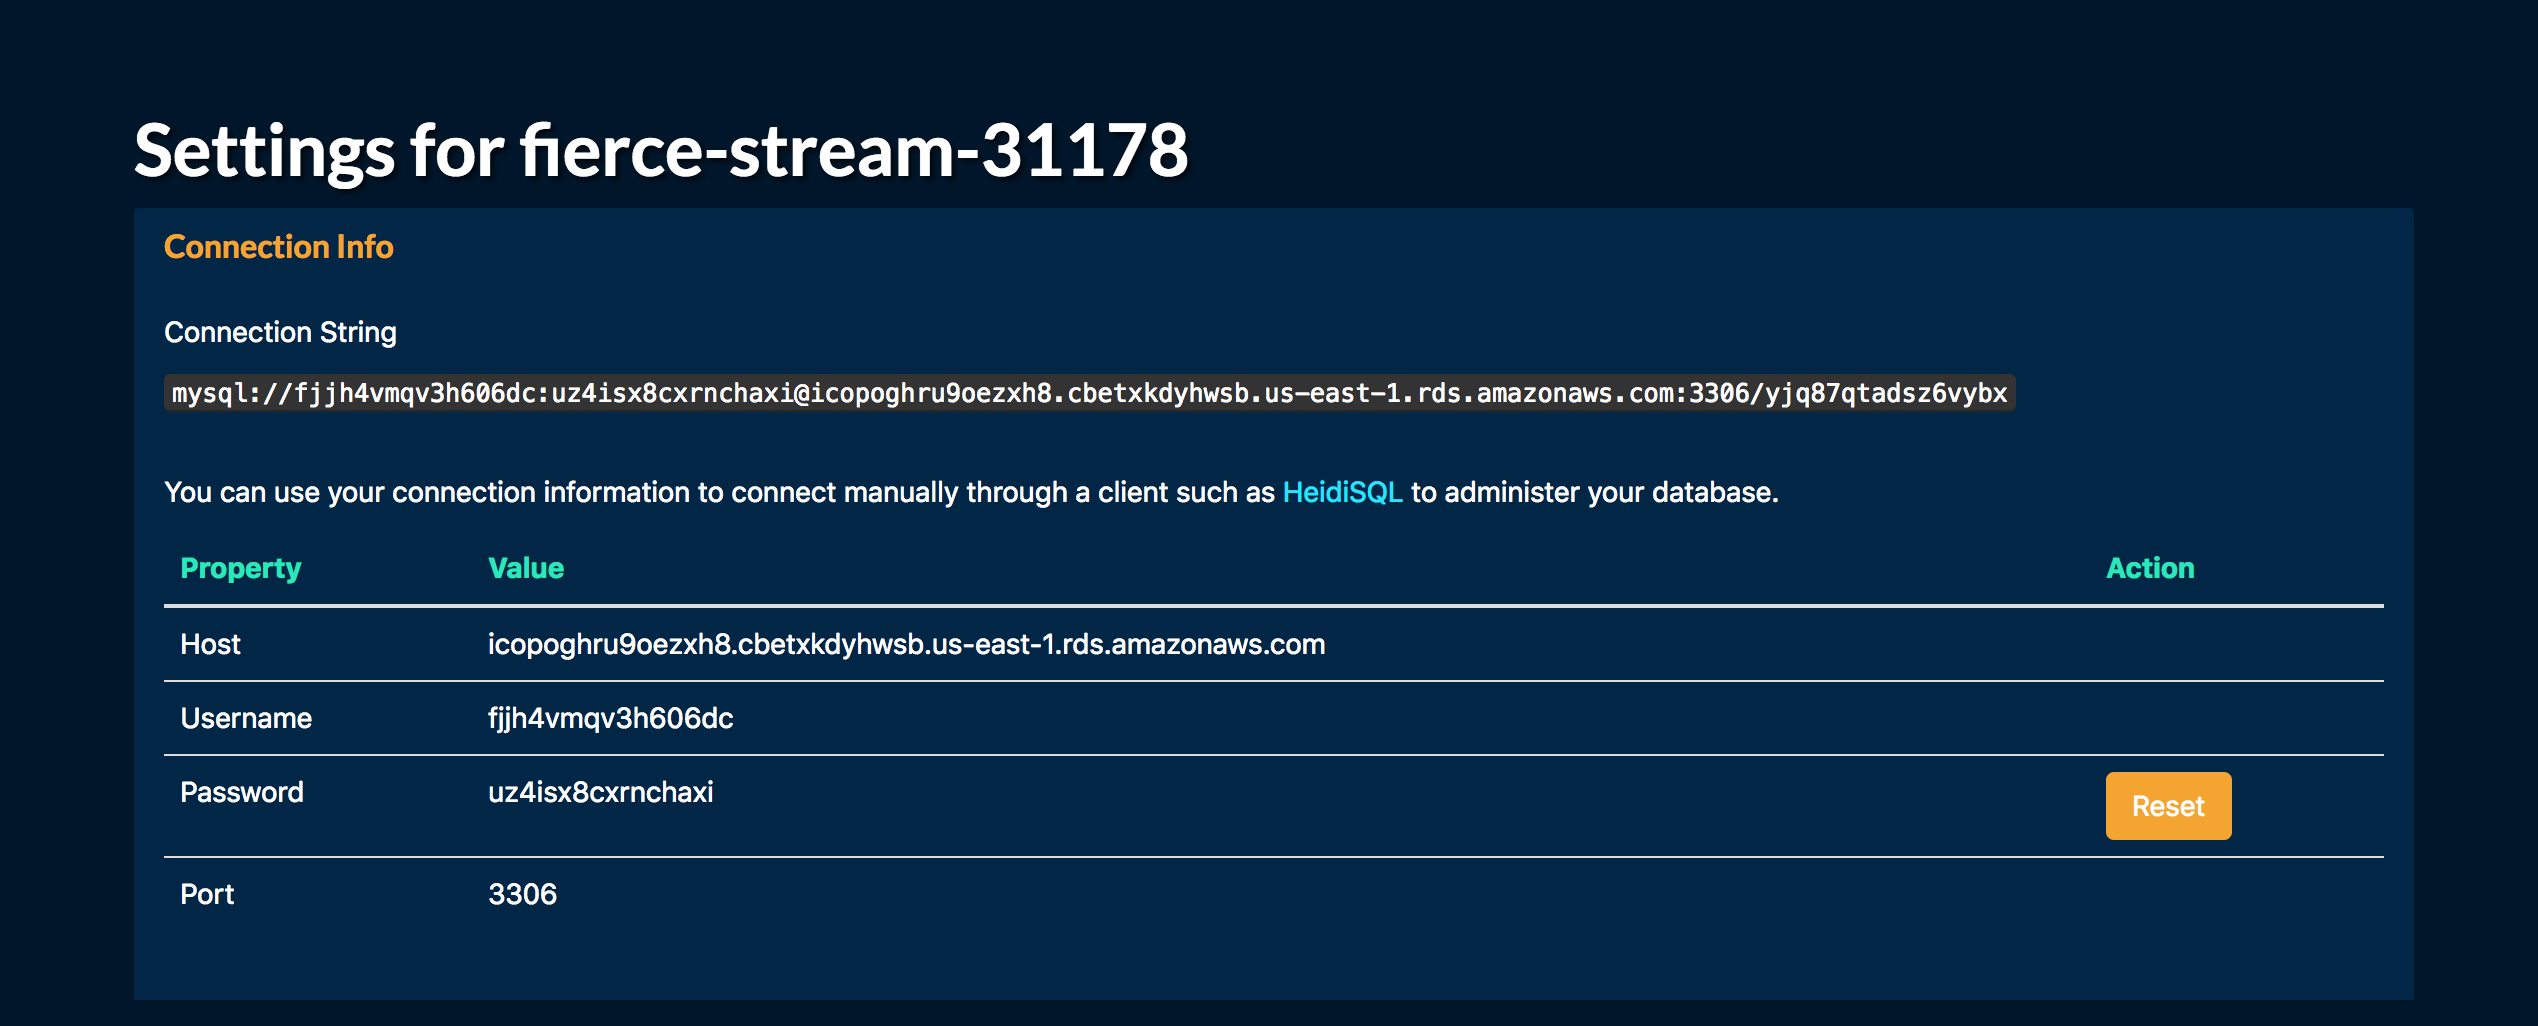 Settings for fierce-stream-31178
Connection Info
Connection String
mysql://fjjh4vmqv3h606dc:uz4isx8cxrnchaxi@icopoghru9oezxh8.cbetxkdyhwsb.us-east-1.rds.amazonaws.com:3306/yjq87qtadsz6vybx
You can use your connection information to connect manually through a client such as HeidiSQL to administer your database.
Property Value Action
Host icopoghru9oezxh8.cbetxkdyhwsb.us-east-1.rds.amazonaws.com
Username fjjh4vmqv3h606dc
Password uz4isx8cxrnchaxi Reset
Port 3306